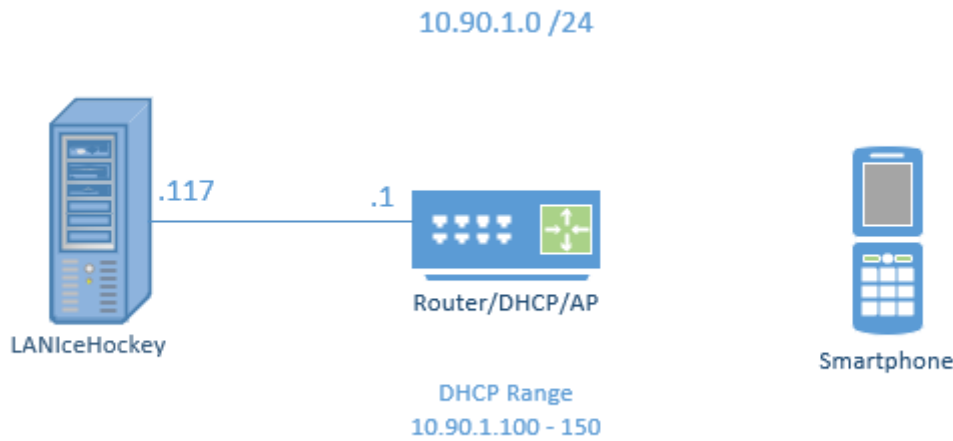 10.90.1.0 /24
.117
.1
Router/DHCP/AP
LANIceHockey
Smartphone
DHCP Range
10.90.1.100 - 150